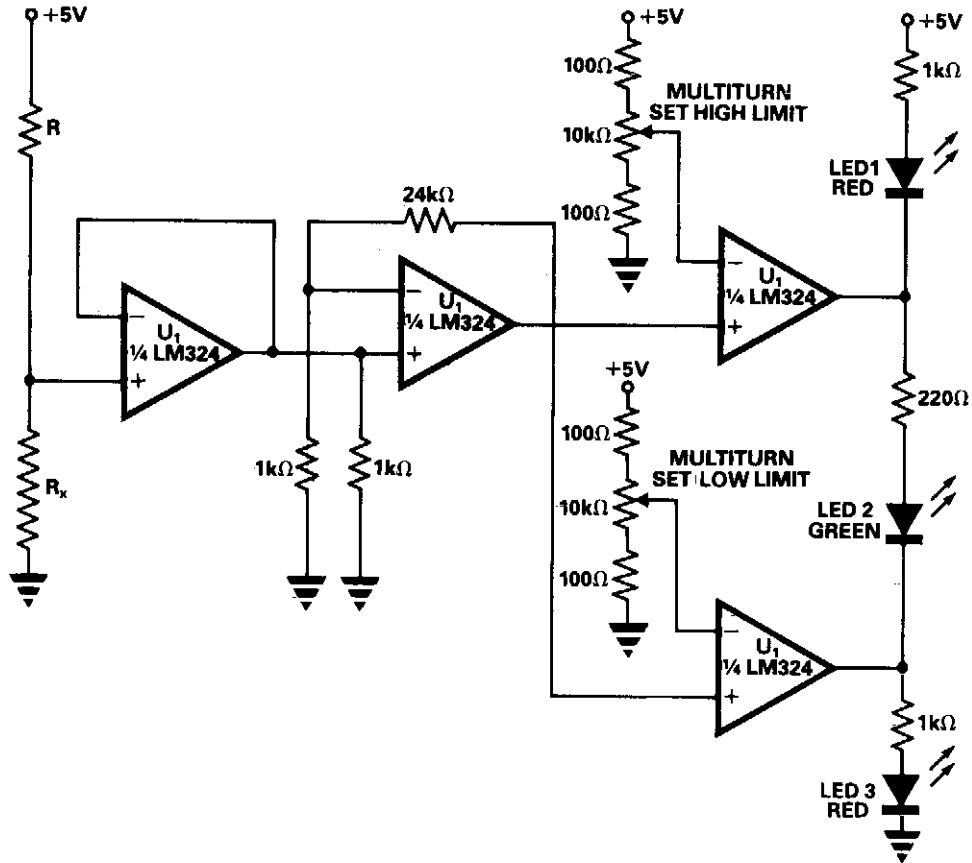 +5V
R
Rₓ
U₁
¼ LM324
1kΩ
1kΩ
24kΩ
U₁
¼ LM324
+5V
100Ω
10kΩ
100Ω
MULTITURN
SET HIGH LIMIT
U₁
¼ LM324
+5V
100Ω
10kΩ
100Ω
MULTITURN
SET LOW LIMIT
U₁
¼ LM324
+5V
1kΩ
LED1
RED
220Ω
LED 2
GREEN
1kΩ
LED 3
RED